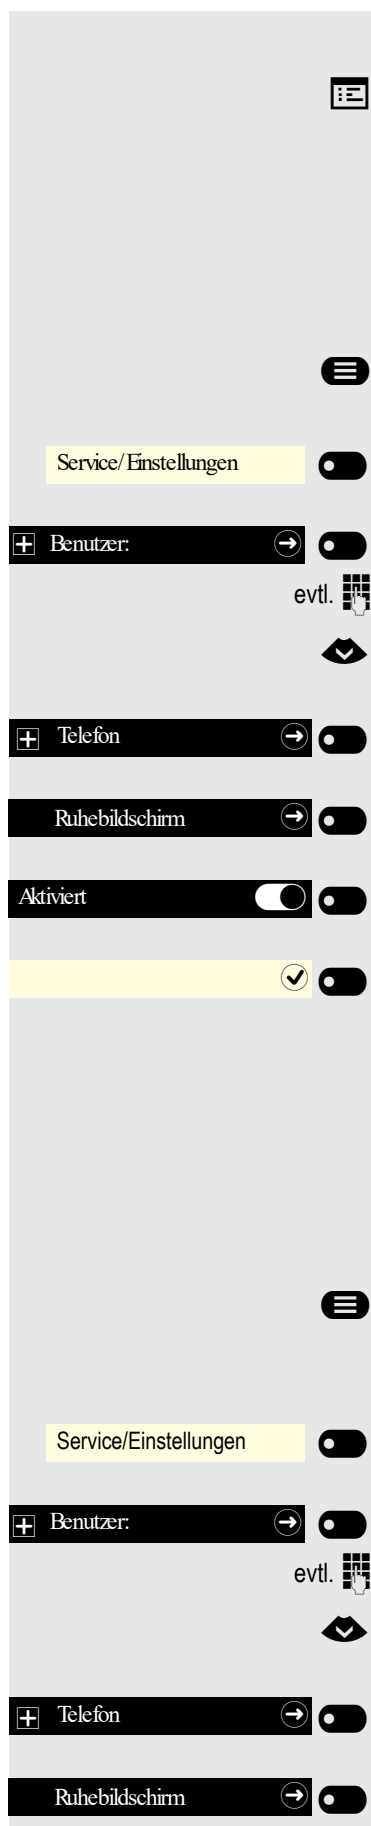 Service/Einstellungen
Benutzer:
evtl.
Telefon
Ruhebildschirm
Aktiviert
Service/Einstellungen
Benutzer:
evtl.
Telefon
Ruhebildschirm